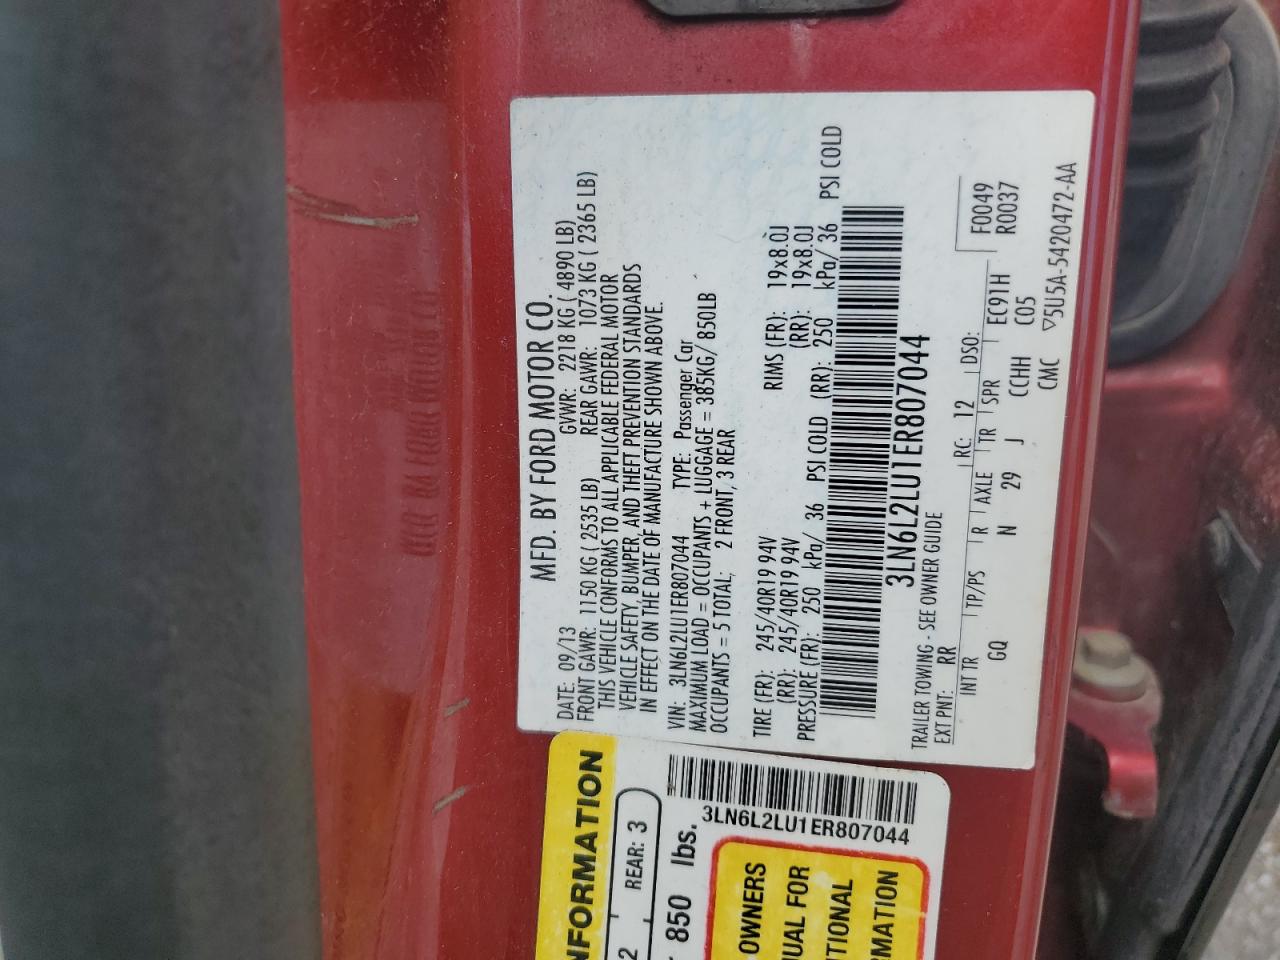 MFD. BY FORD MOTOR CO.
DATE: 09/13 GVWR: 2218 KG ( 4890 LB)
FRONT GAWR: 1150 KG ( 2535 LB) REAR GAWR: 1073 KG ( 2365 LB)
THIS VEHICLE CONFORMS TO ALL APPLICABLE FEDERAL MOTOR
VEHICLE SAFETY, BUMPER, AND THEFT PREVENTION STANDARDS
IN EFFECT ON THE DATE OF MANUFACTURE SHOWN ABOVE.
VIN: 3LN6L2LU1ER807044 TYPE: Passenger Car
MAXIMUM LOAD = OCCUPANTS + LUGGAGE = 385KG/ 850LB
OCCUPANTS = 5 TOTAL, 2 FRONT, 3 REAR
TIRE (FR): 245/40R19 94V RIMS (FR): 19x8.0J
(RR): 245/40R19 94V (RR): 19x8.0J
PRESSURE (FR): 250 kPa/ 36 PSI COLD (RR): 250 kPa/ 36 PSI COLD
3LN6L2LU1ER807044
TRAILER TOWING - SEE OWNER GUIDE
EXT PNT: RR RC: 12 DSO: F0049
R0037
INT TR TP/PS R AXLE TR SPR EC91H
GQ N 29 J CCHH C05
CMC ▽5U5A-5420472-AA
NFORMATION
2 REAR: 3
850 lbs.
3LN6L2LU1ER807044
OWNERS
UAL FOR
TIONAL
RMATION